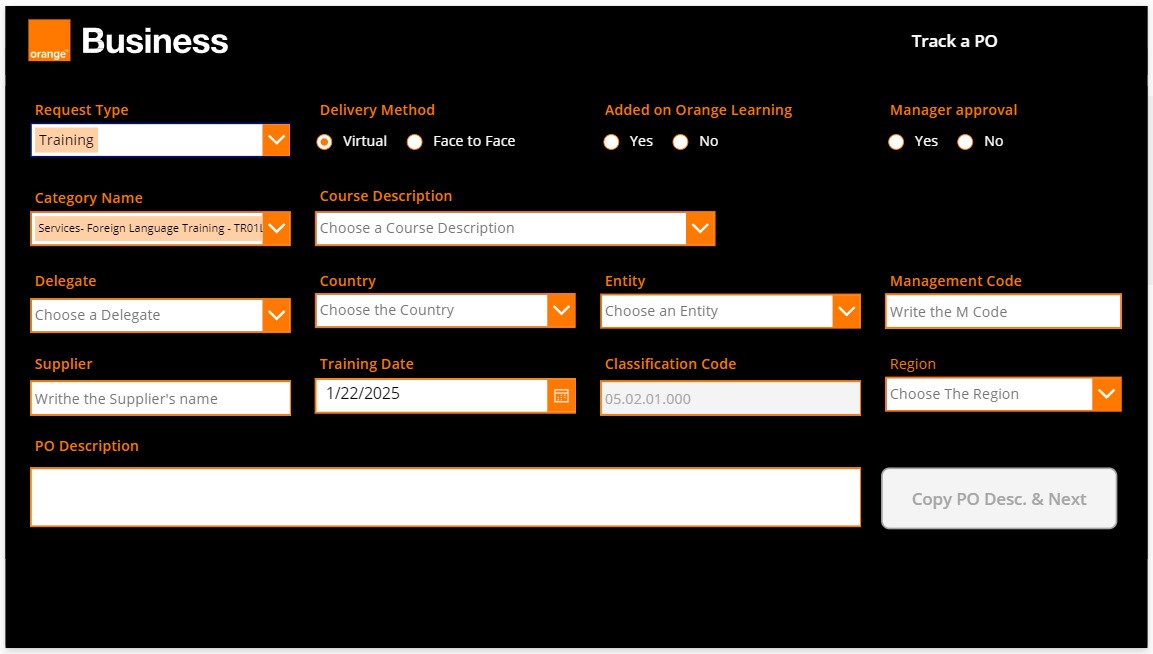 orange™ Business
Track a PO
Request Type
Delivery Method
Added on Orange Learning
Manager approval
Training
Virtual
Face to Face
Yes
No
Yes
No
Category Name
Course Description
Services- Foreign Language Training - TR01
Choose a Course Description
Delegate
Country
Entity
Management Code
Choose a Delegate
Choose the Country
Choose an Entity
Write the M Code
Supplier
Training Date
Classification Code
Region
Writhe the Supplier's name
1/22/2025
05.02.01.000
Choose The Region
PO Description
Copy PO Desc. & Next